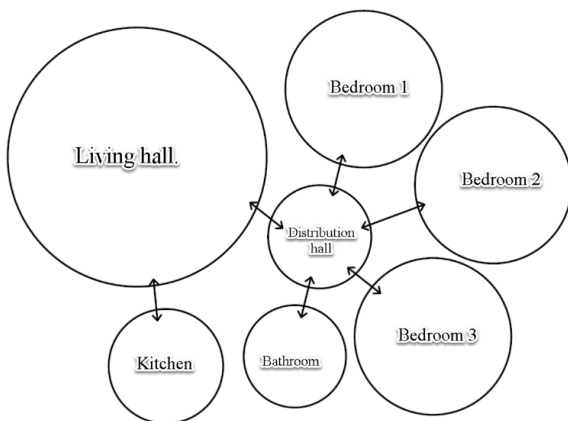 Bedroom 1
Living hall.
Bedroom 2
Distribution
hall
Bedroom 3
Kitchen
Bathroom